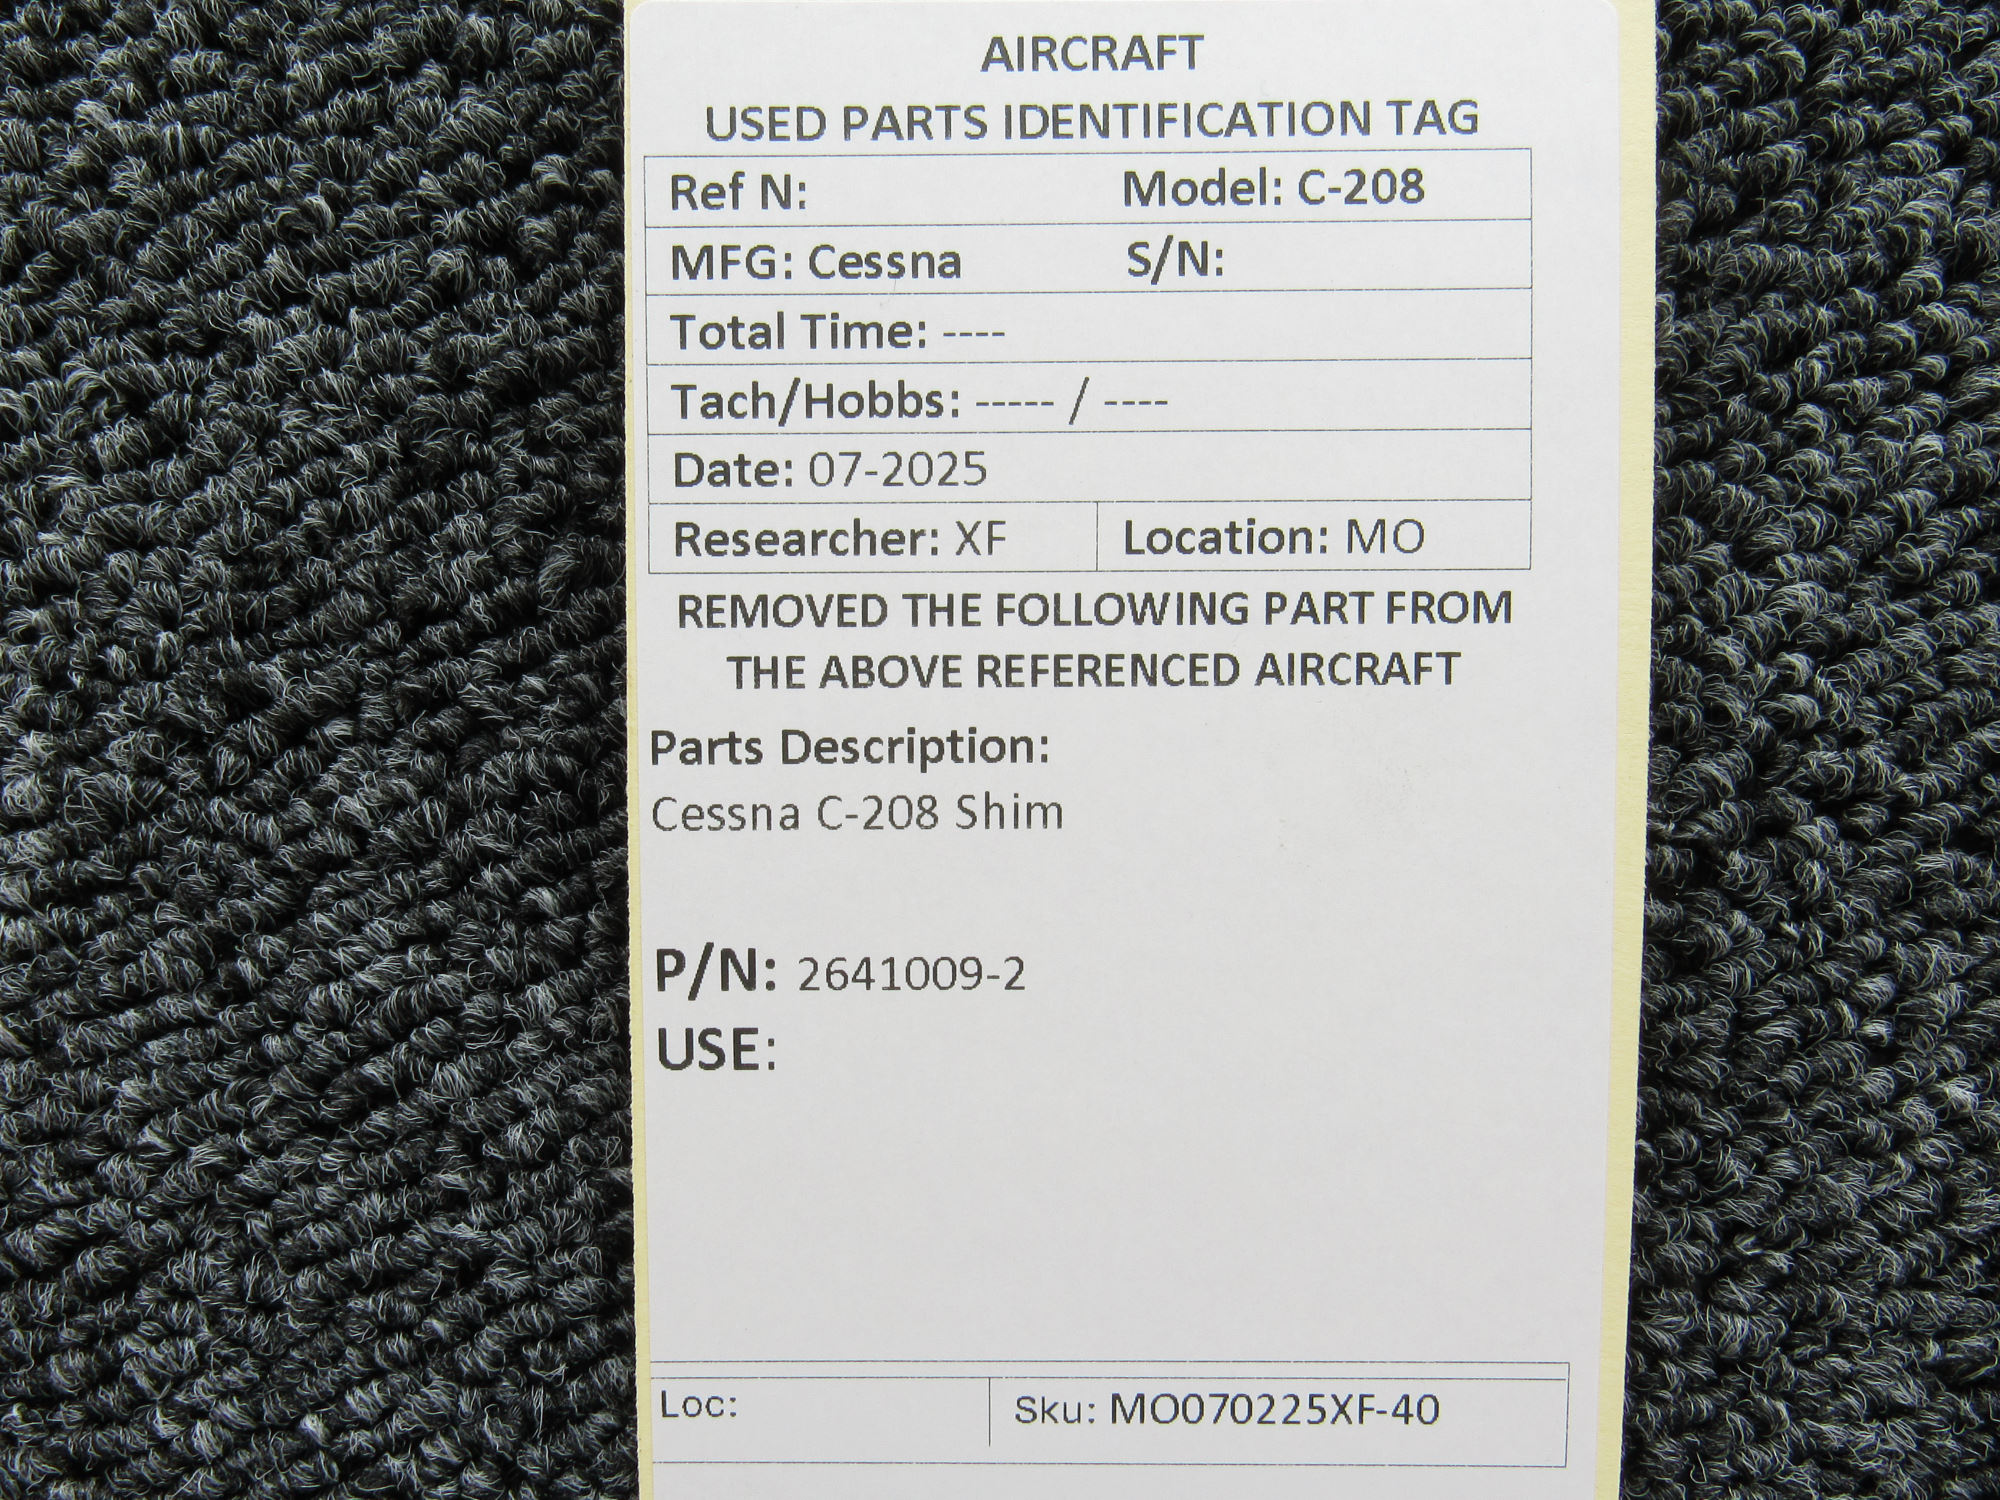 AIRCRAFT
USED PARTS IDENTIFICATION TAG
Ref N: Model: C-208
MFG: Cessna S/N:
Total Time: ----
Tach/Hobbs: ----- / ----
Date: 07-2025
Researcher: XF Location: MO
REMOVED THE FOLLOWING PART FROM
THE ABOVE REFERENCED AIRCRAFT
Parts Description:
Cessna C-208 Shim
P/N: 2641009-2
USE:
Loc: Sku: MO070225XF-40